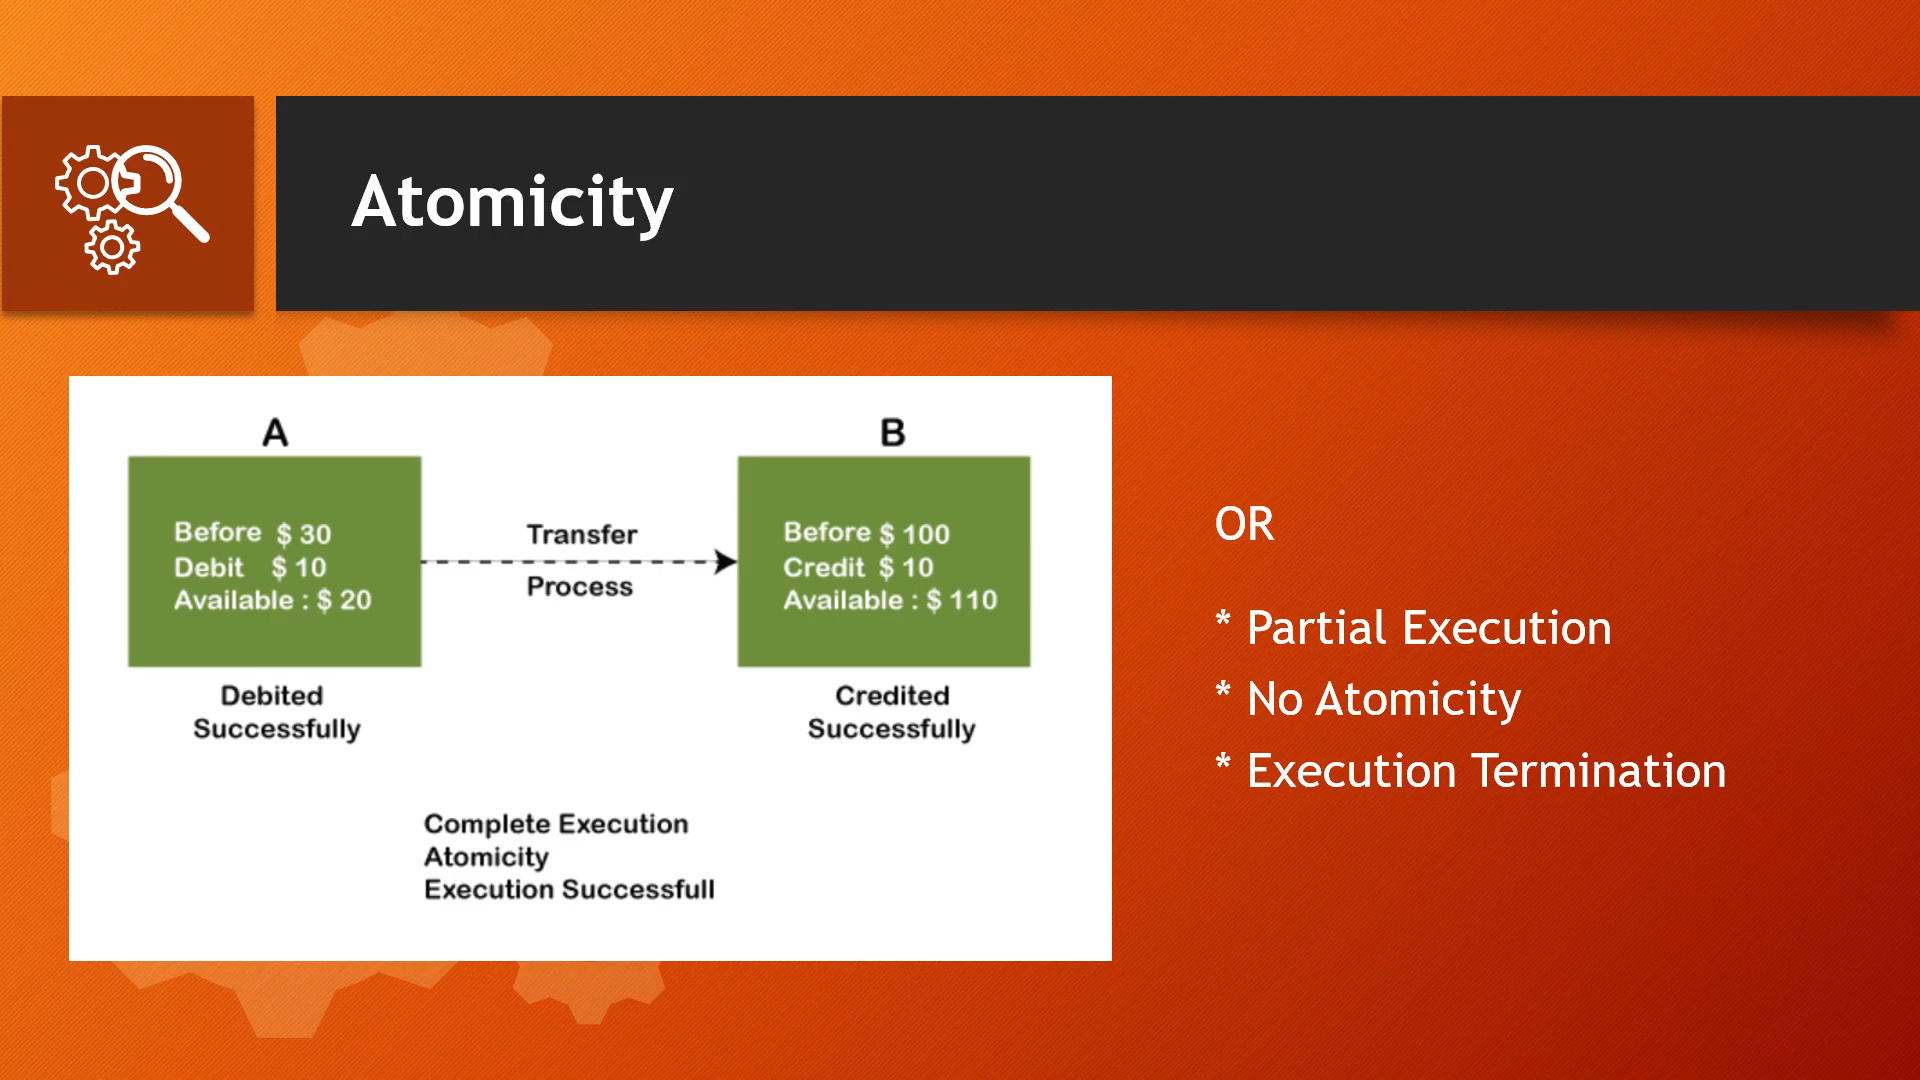 Atomicity
A
Before $ 30
Debit $ 10
Available : $ 20
Debited
Successfully
Transfer
Process
B
Before $ 100
Credit $ 10
Available : $ 110
Credited
Successfully
Complete Execution
Atomicity
Execution Successfull
OR
* Partial Execution
* No Atomicity
* Execution Termination